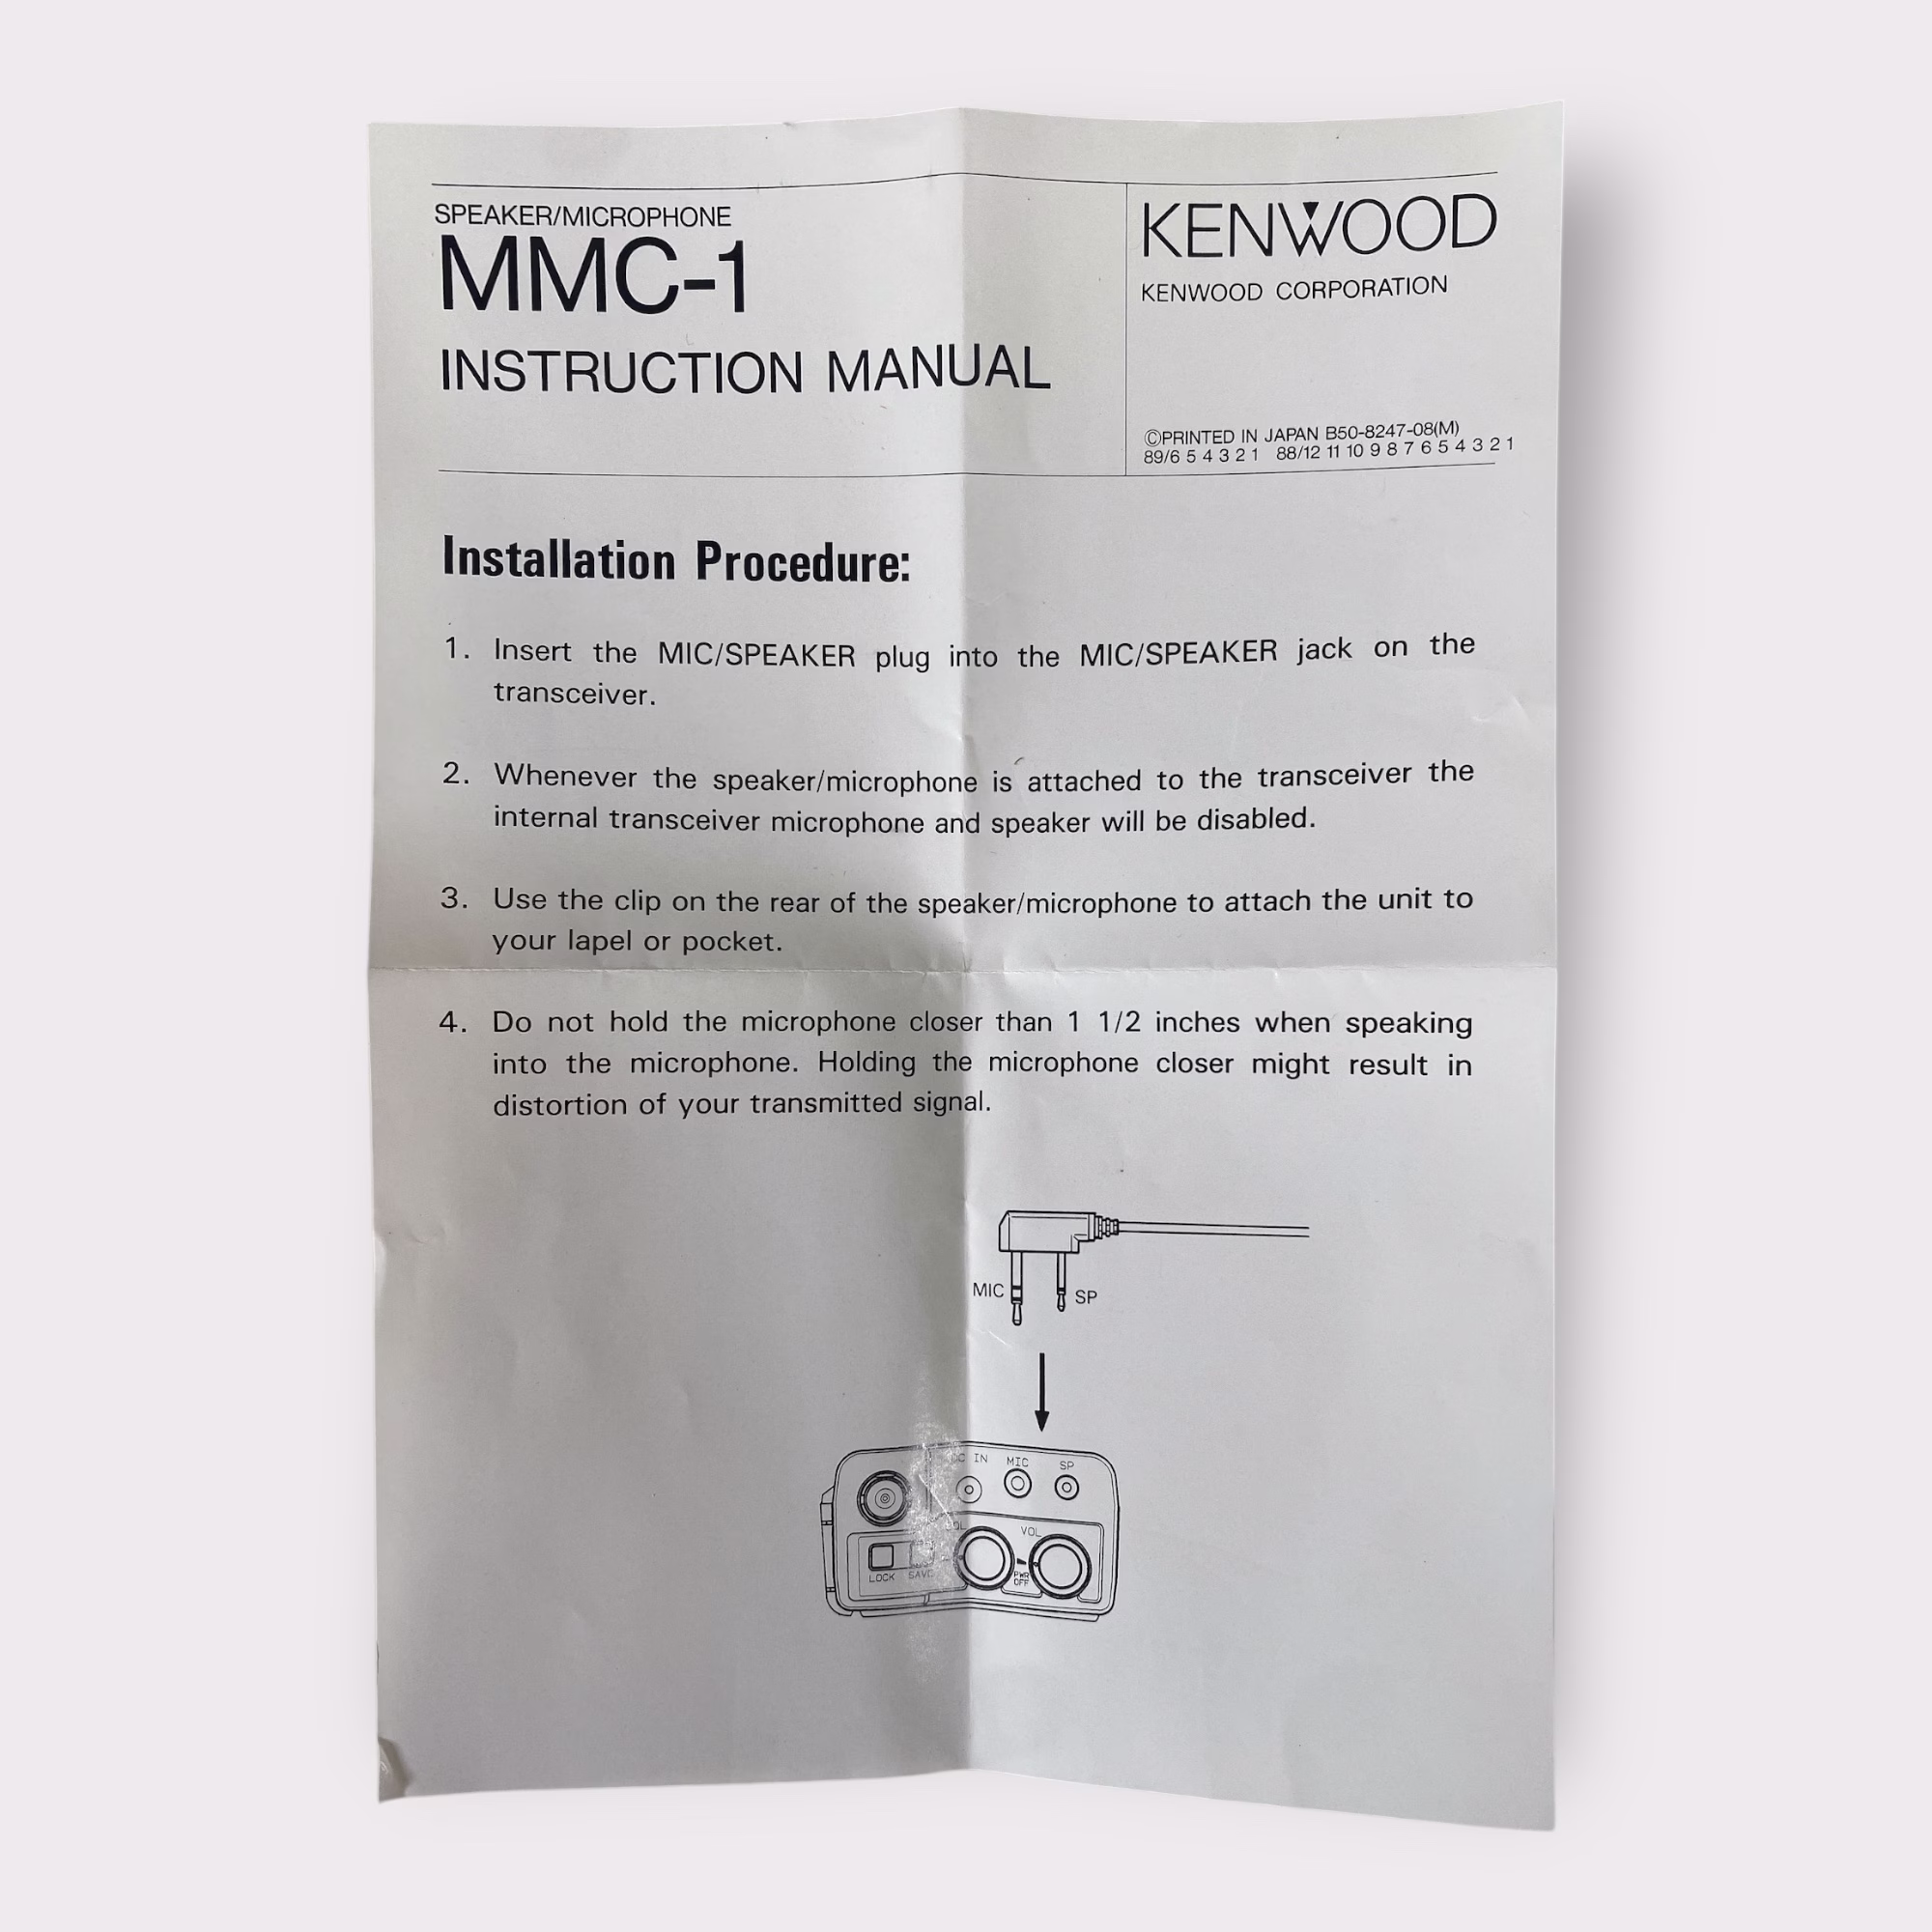 SPEAKER/MICROPHONE
MMC-1
INSTRUCTION MANUAL
KENWOOD
KENWOOD CORPORATION
©PRINTED IN JAPAN B50-8247-08(M)
89/6 5 4 3 2 1 88/12 11 10 9 8 7 6 5 4 3 2 1
Installation Procedure:
1. Insert the MIC/SPEAKER plug into the MIC/SPEAKER jack on the
transceiver.
2. Whenever the speaker/microphone is attached to the transceiver the
internal transceiver microphone and speaker will be disabled.
3. Use the clip on the rear of the speaker/microphone to attach the unit to
your lapel or pocket.
4. Do not hold the microphone closer than 1 1/2 inches when speaking
into the microphone. Holding the microphone closer might result in
distortion of your transmitted signal.
MIC
SP
IN
MIC
SP
VOL
LOCK
SAVE
PWR
OFF